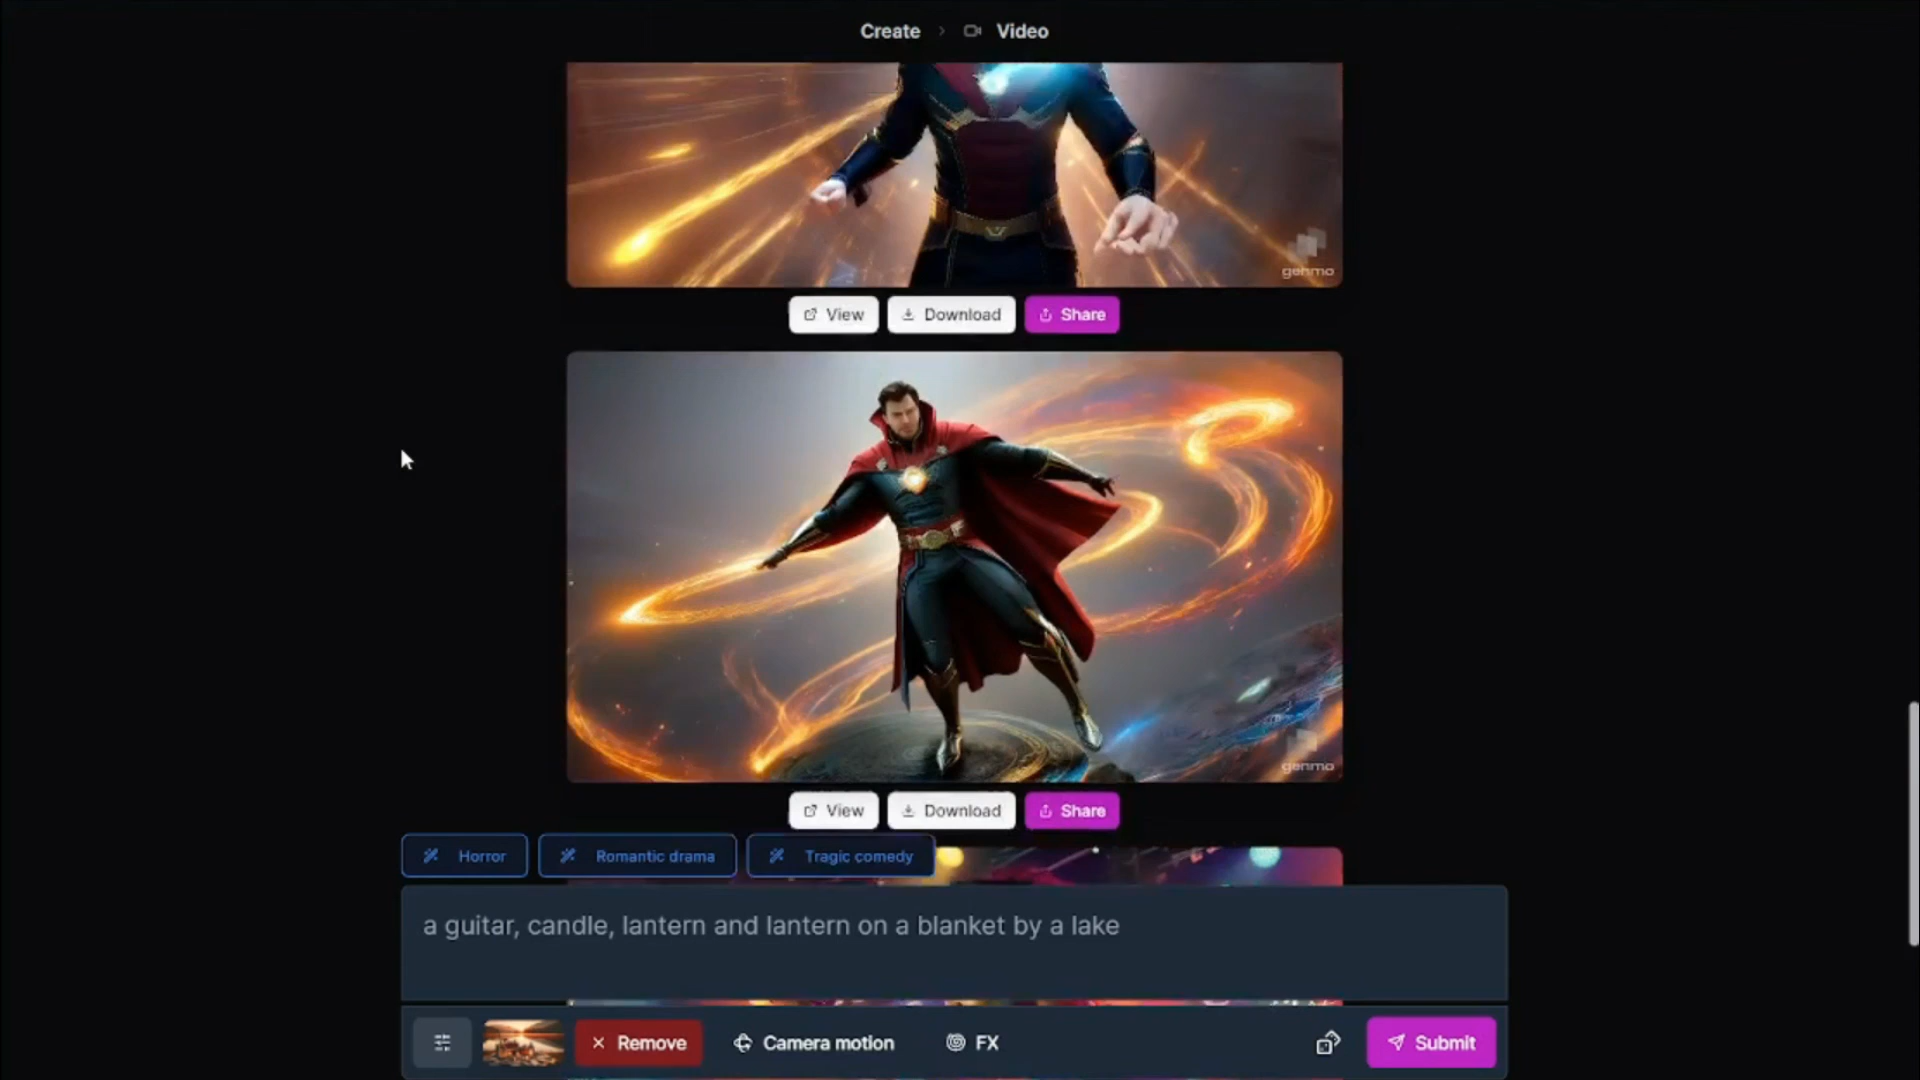 Create > Video
genmo
View Download Share
genmo
View Download Share
Horror Romantic drama Tragic comedy
a guitar, candle, lantern and lantern on a blanket by a lake
Remove Camera motion FX Submit